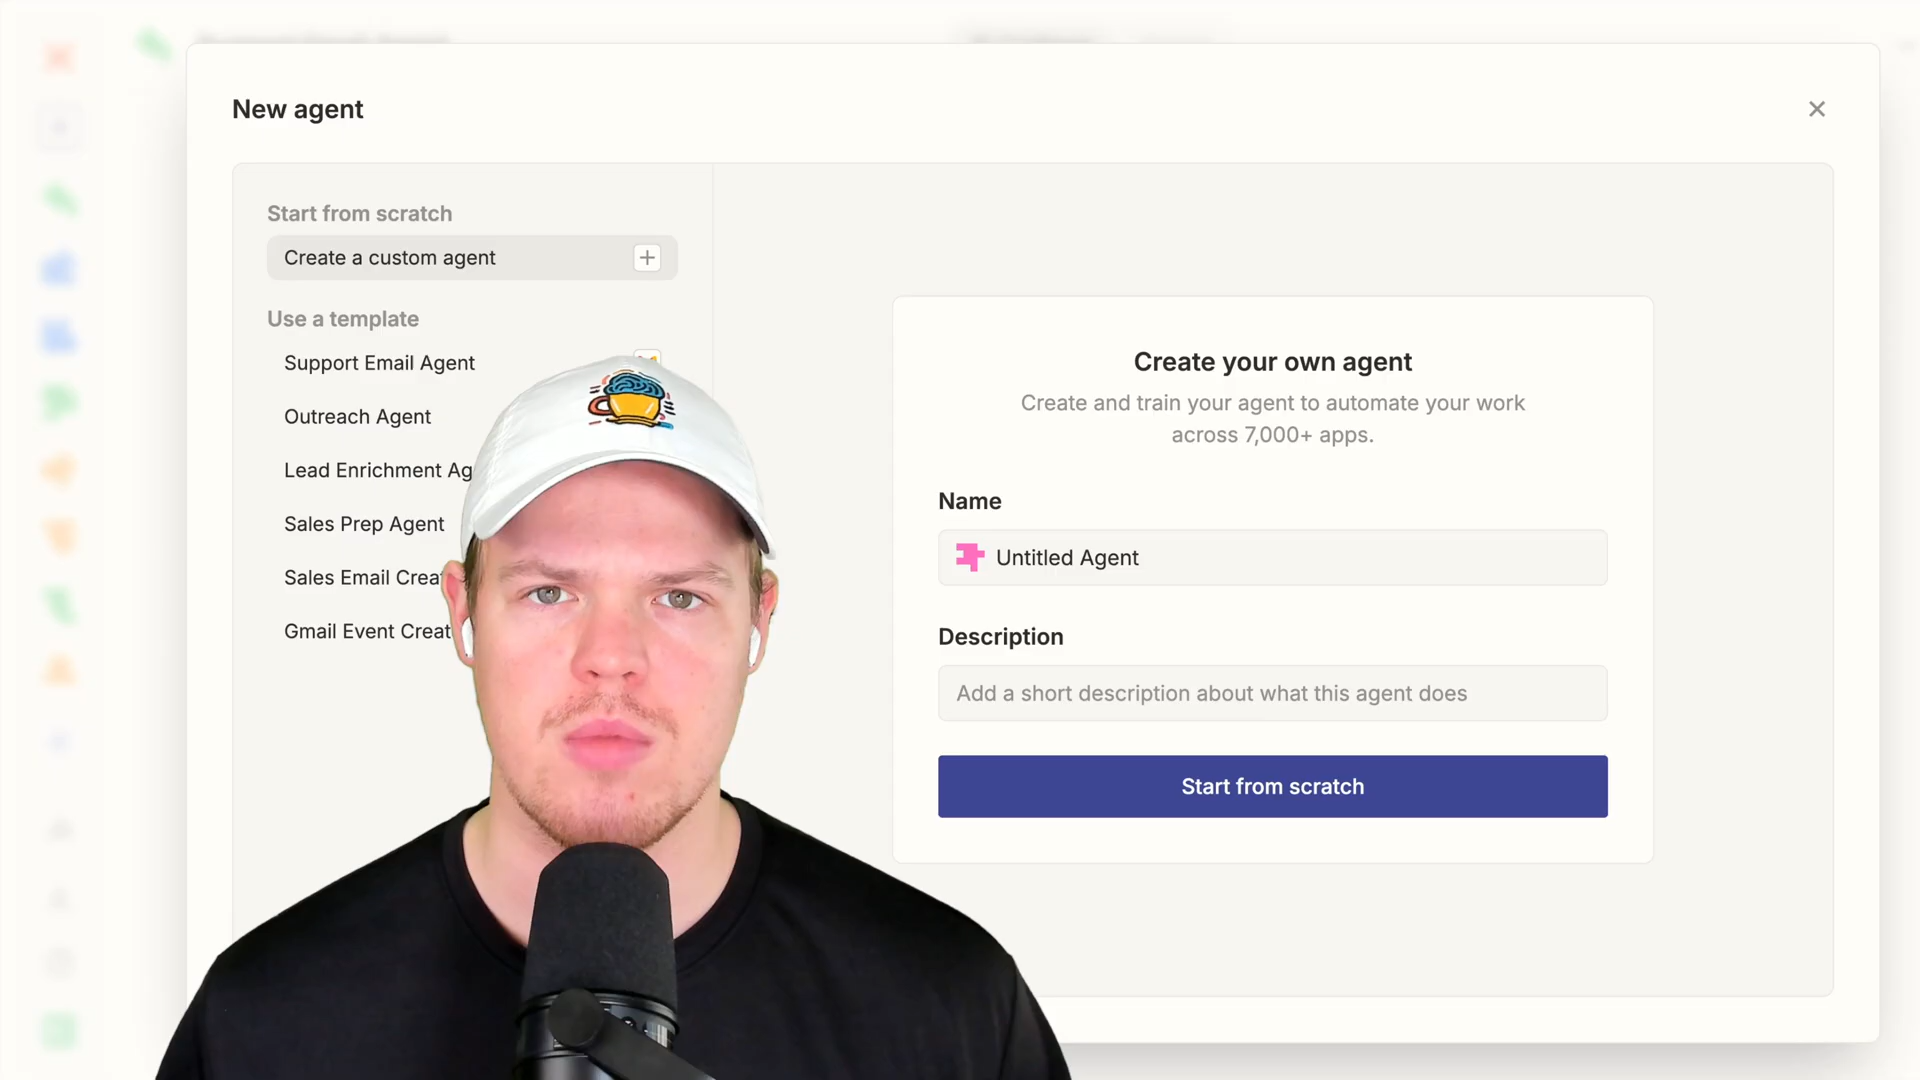 New agent
Start from scratch
Create a custom agent
Use a template
Support Email Agent
Outreach Agent
Lead Enrichment Ag
Sales Prep Agent
Sales Email Crea
Gmail Event Creat
Create your own agent
Create and train your agent to automate your work
across 7,000+ apps.
Name
Untitled Agent
Description
Add a short description about what this agent does
Start from scratch